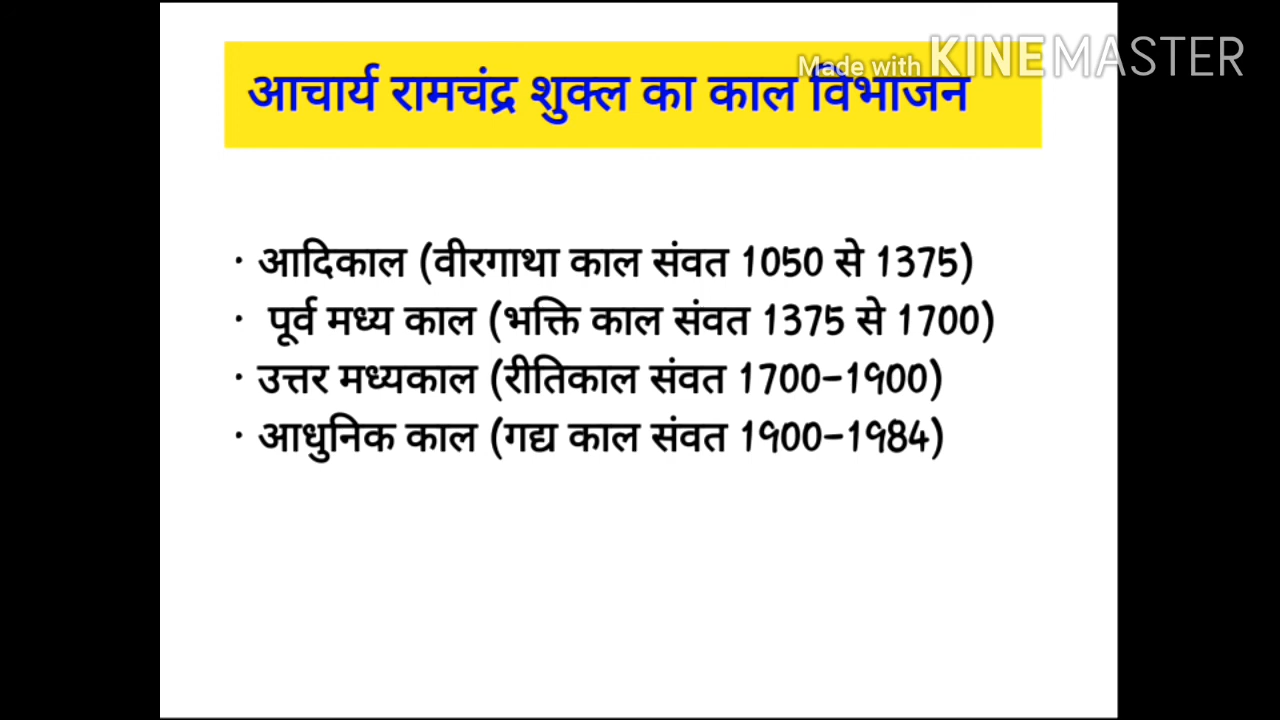 Made with KINEMASTER
आचार्य रामचंद्र शुक्ल का काल विभाजन
· आदिकाल (वीरगाथा काल संवत 1050 से 1375)
· पूर्व मध्य काल (भक्ति काल संवत 1375 से 1700)
· उत्तर मध्यकाल (रीतिकाल संवत 1700-1900)
· आधुनिक काल (गद्य काल संवत 1900-1984)